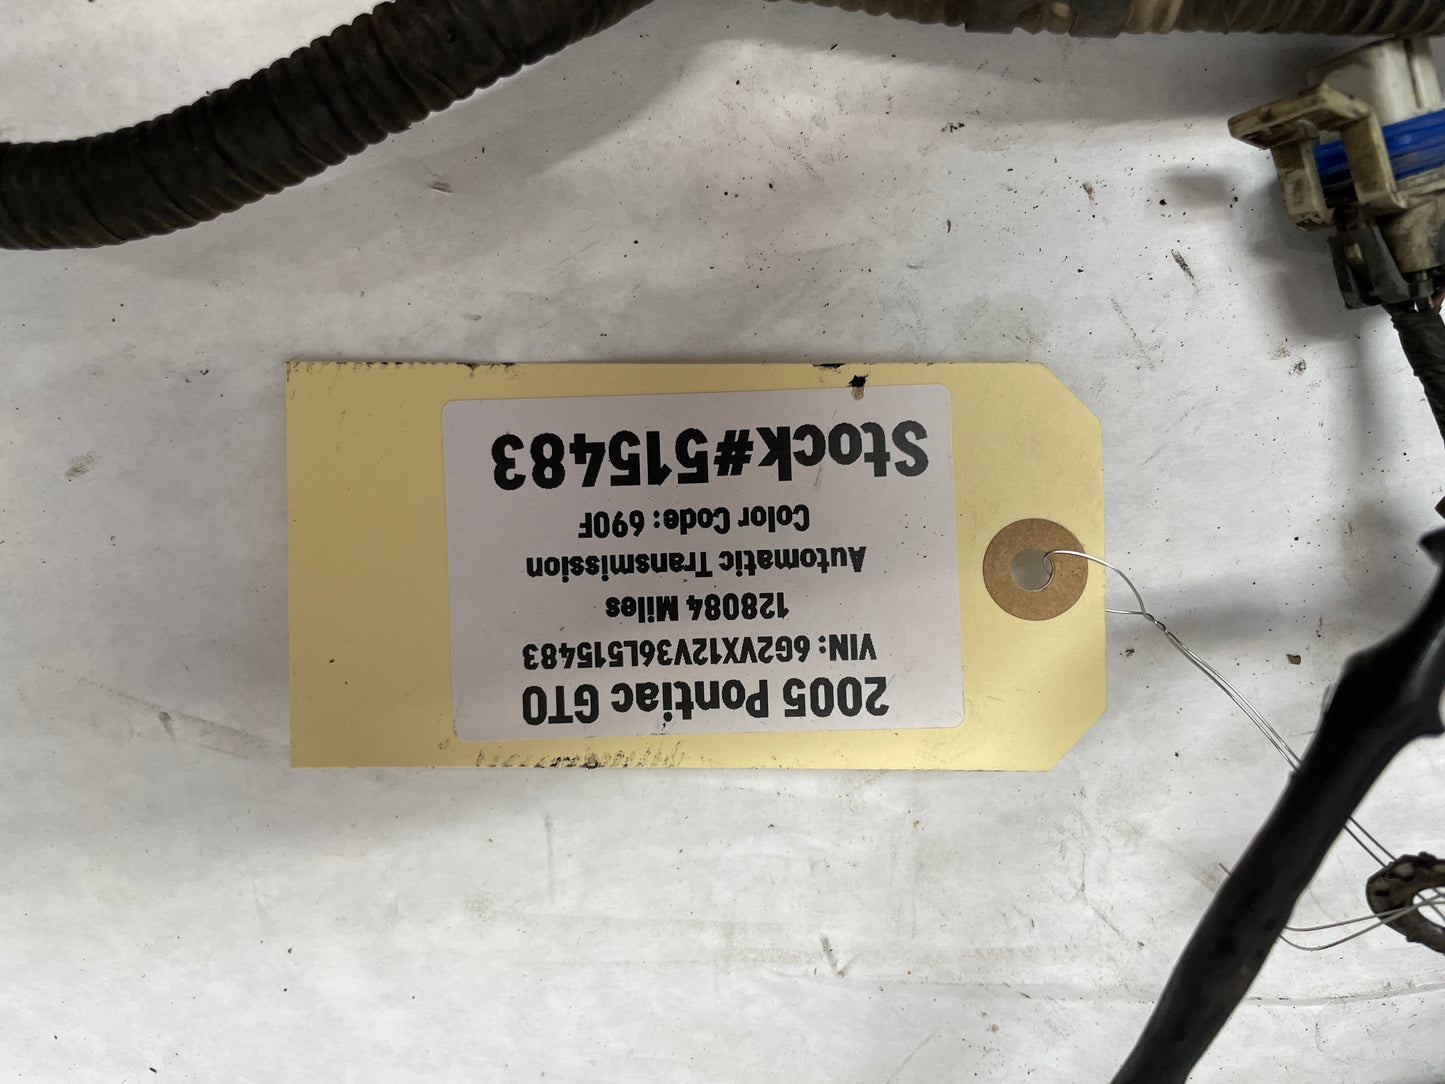 2005 Pontiac GTO
VIN: 6G2VX12V36L515483
128084 Miles
Automatic Transmission
Color Code: 690F
Stock#515483